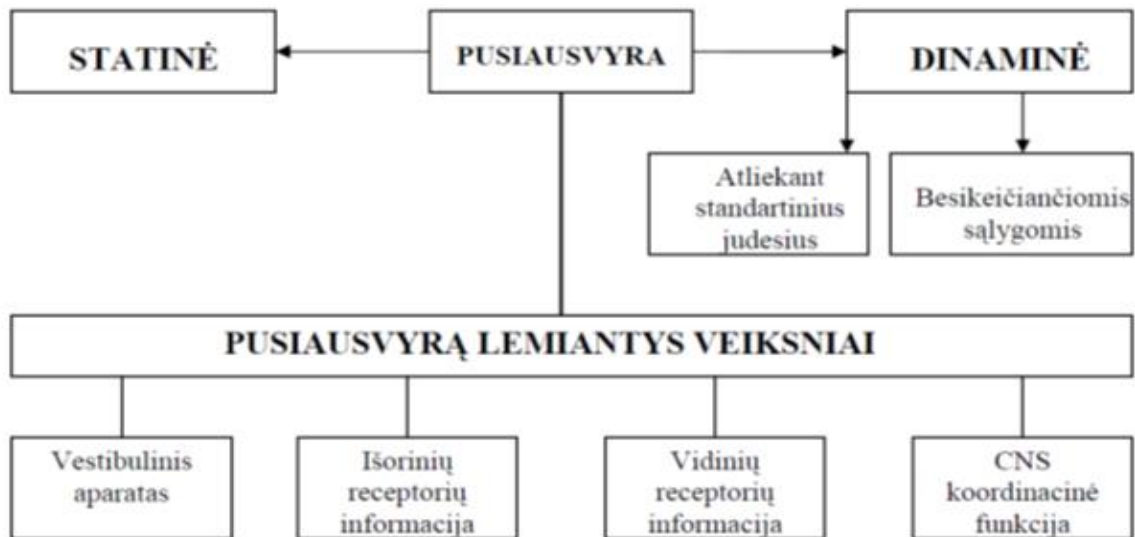 STATINĖ
PUSIAUSVYRA
DINAMINĖ
Atliekant
standartinius
judesius
Besikeičiančiomis
sąlygomis
PUSIAUSVYRĄ LEMIANTYS VEIKSNIAI
Vestibulinis
aparatas
Išorinių
receptorių
informacija
Vidinių
receptorių
informacija
CNS
koordinacinė
funkcija